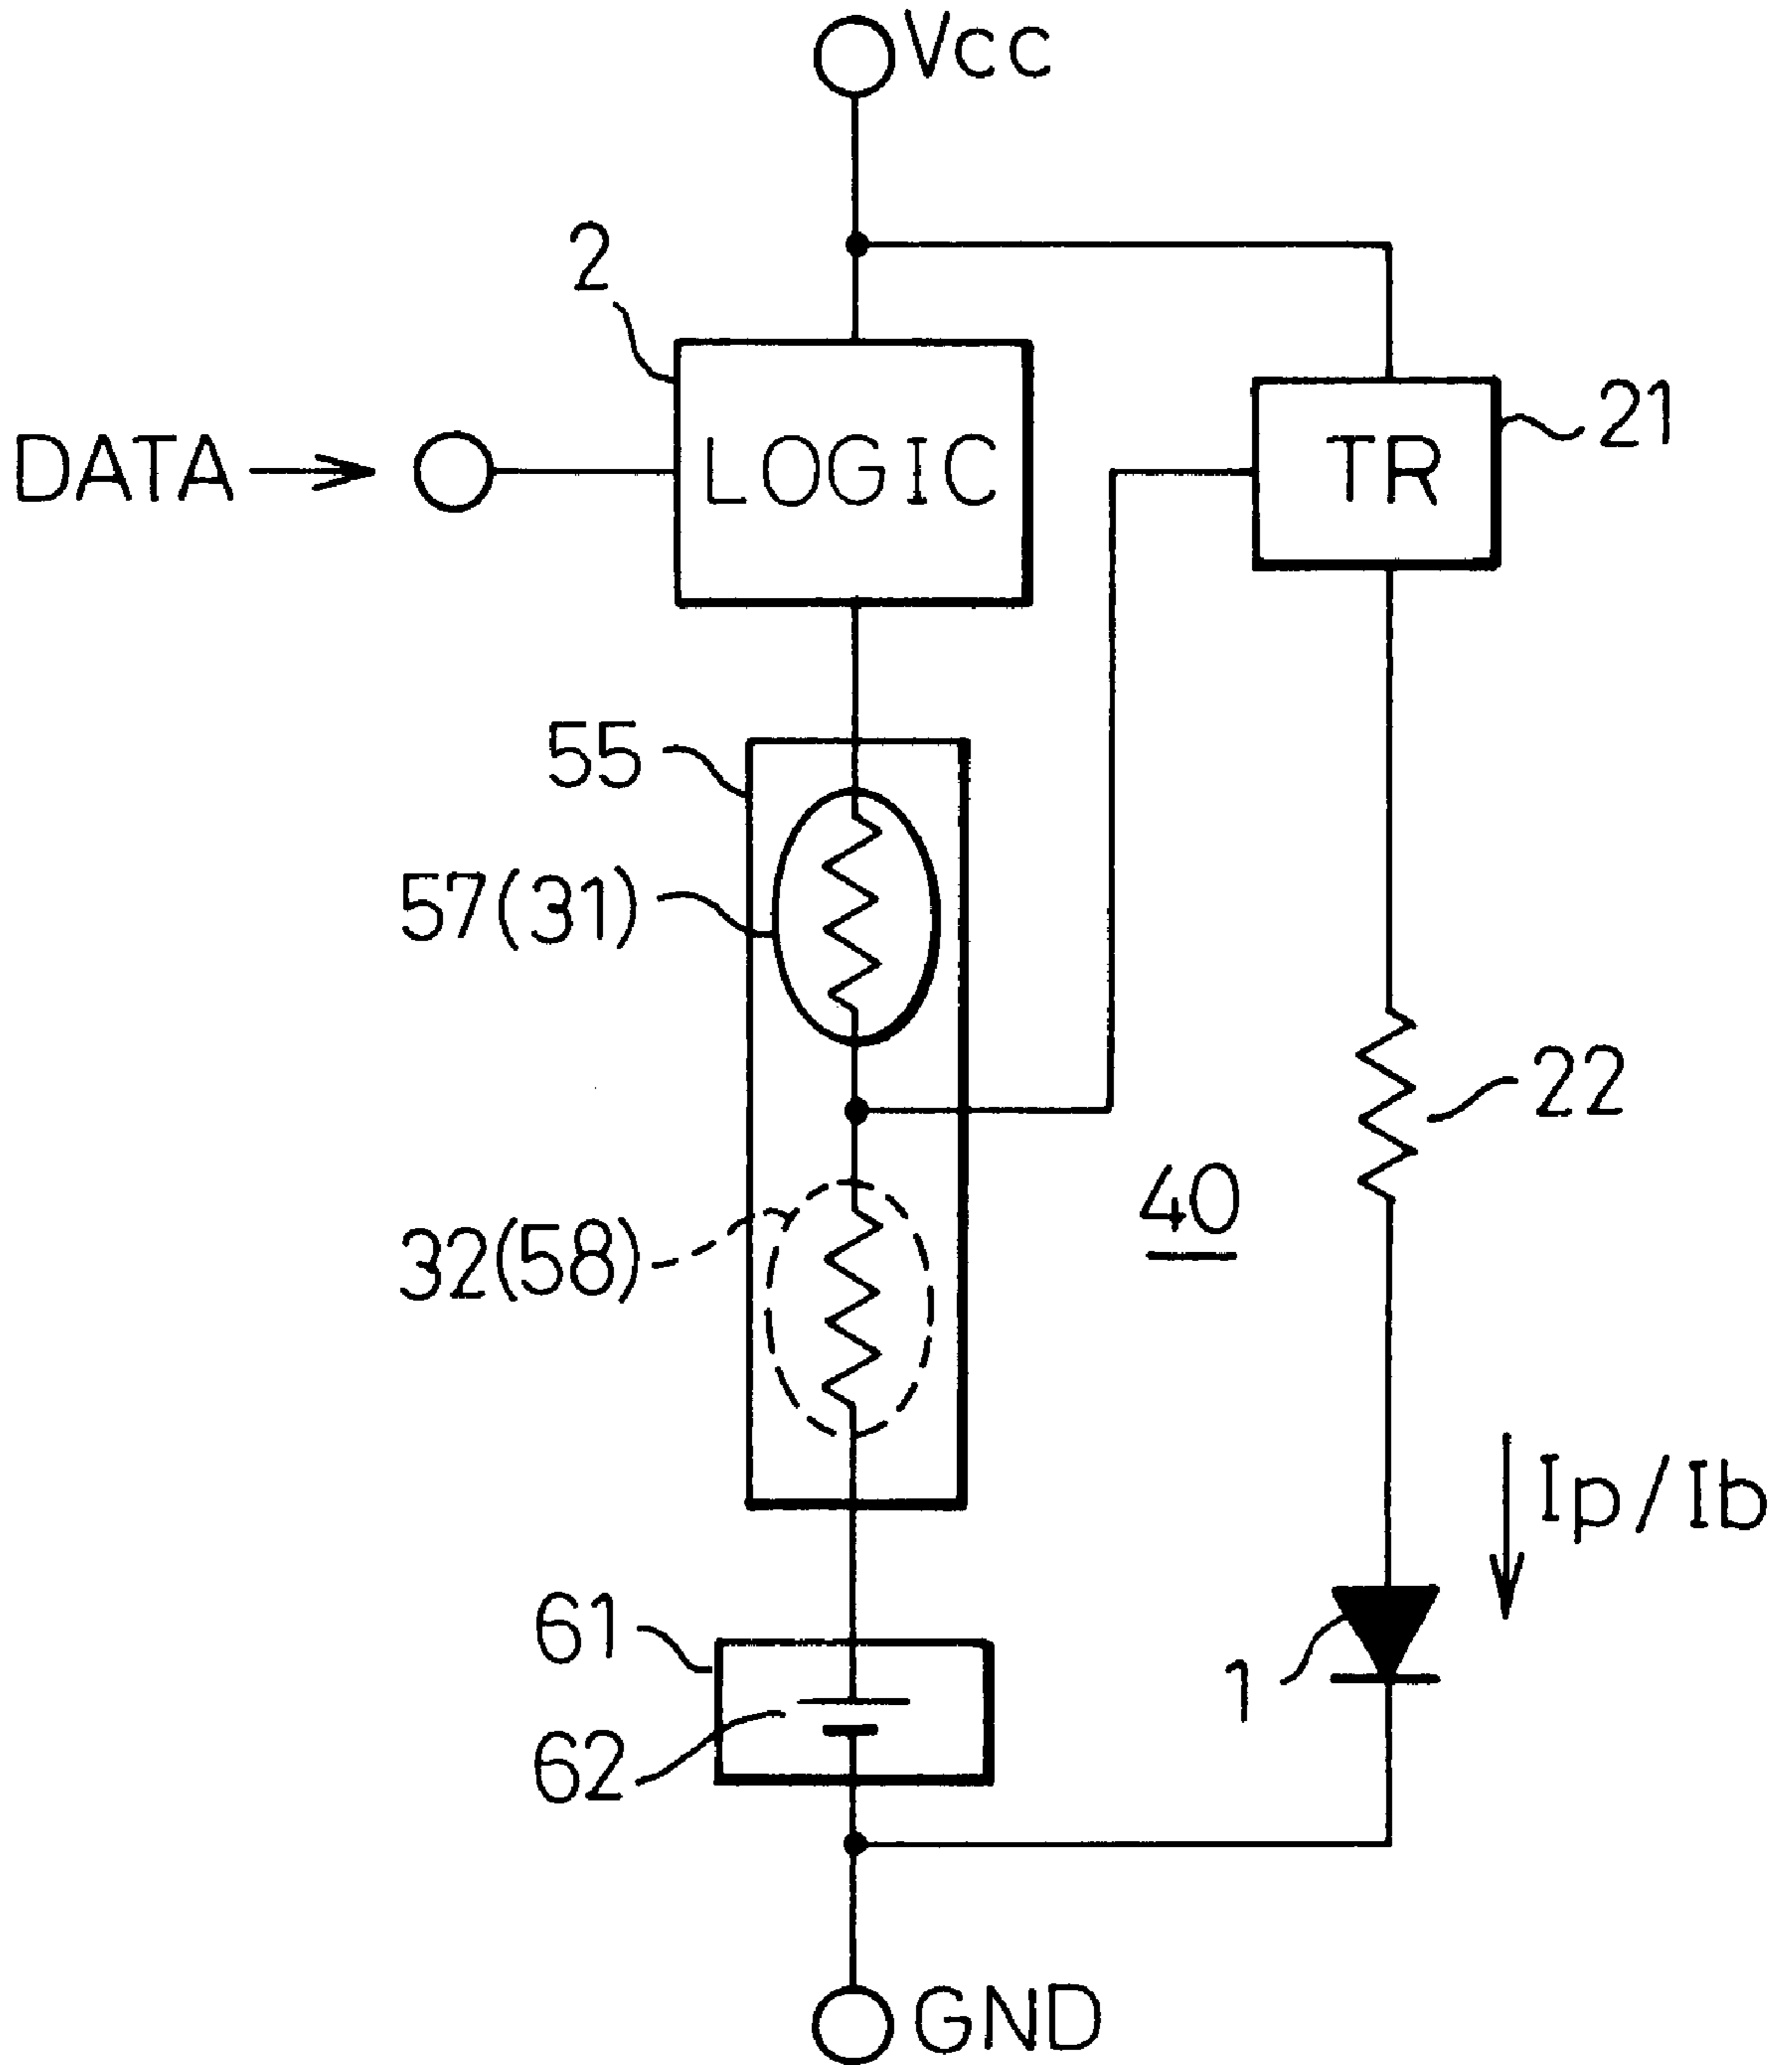 Vcc
2
21
DATA
LOGIC
TR
55
57(31)
22
40
32(58)
Ip/Ib
61
1
62
GND